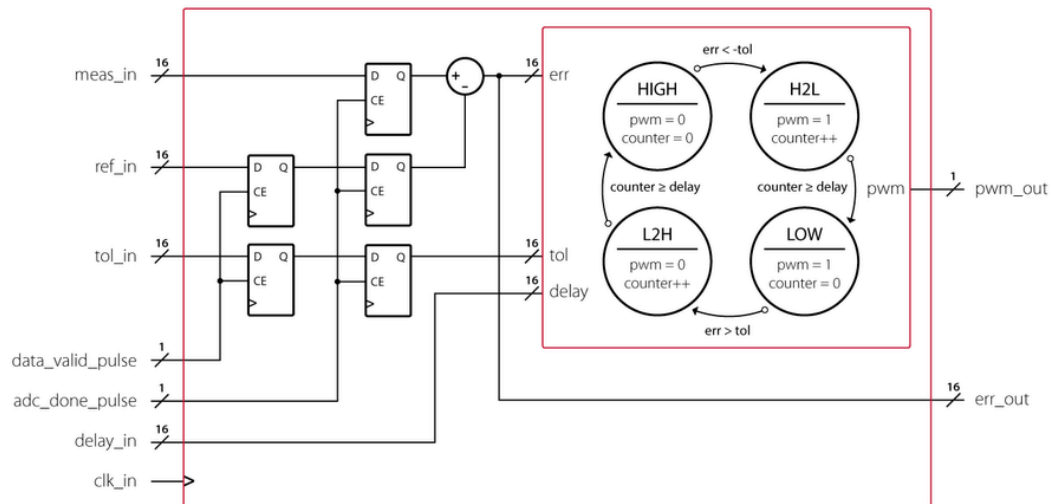 meas_in
16
D Q
CE
+
-
16
err
err < -tol
HIGH
pwm = 0
counter = 0
H2L
pwm = 1
counter++
ref_in
16
D Q
CE
D Q
CE
counter ≥ delay
counter ≥ delay
pwm
1
pwm_out
tol_in
16
D Q
CE
D Q
CE
16
tol
16
delay
L2H
pwm = 0
counter++
LOW
pwm = 1
counter = 0
err > tol
data_valid_pulse
1
adc_done_pulse
1
16
err_out
delay_in
16
clk_in